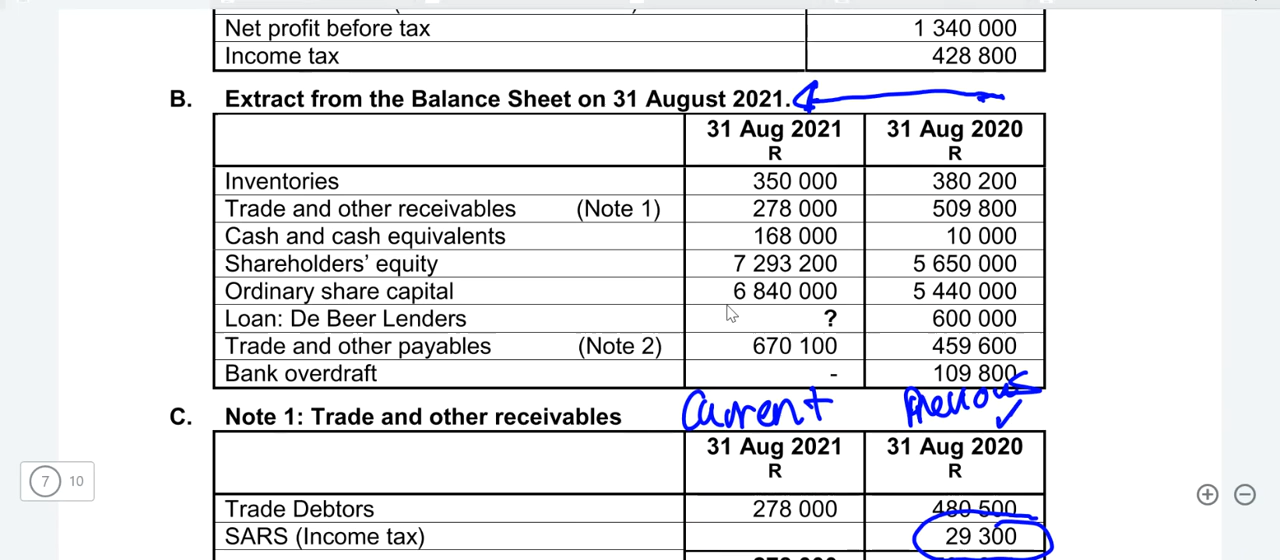 Net profit before tax 1 340 000
Income tax 428 800
B. Extract from the Balance Sheet on 31 August 2021.
31 Aug 2021 31 Aug 2020
R R
Inventories 350 000 380 200
Trade and other receivables (Note 1) 278 000 509 800
Cash and cash equivalents 168 000 10 000
Shareholders’ equity 7 293 200 5 650 000
Ordinary share capital 6 840 000 5 440 000
Loan: De Beer Lenders ? 600 000
Trade and other payables (Note 2) 670 100 459 600
Bank overdraft - 109 800
Current Previous
C. Note 1: Trade and other receivables
31 Aug 2021 31 Aug 2020
R R
7 10
Trade Debtors 278 000 480 500
SARS (Income tax) 29 300